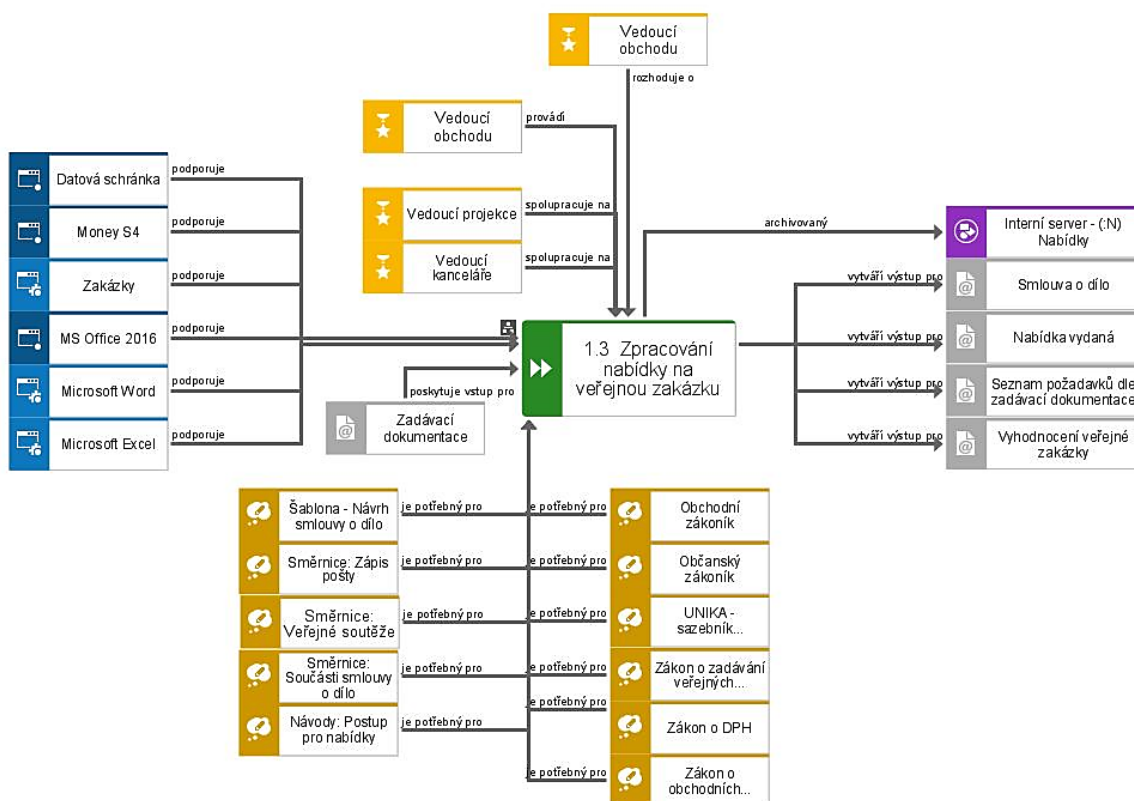 Vedoucí
obchodu
rozhoduje o
Vedoucí
obchodu
provádí
Vedoucí projekce
spolupracuje na
Vedoucí
kanceláře
spolupracuje na
Datová schránka
podporuje
Money S4
podporuje
Zakázky
podporuje
MS Office 2016
podporuje
Microsoft Word
podporuje
Microsoft Excel
podporuje
1.3 Zpracování
nabídky na
veřejnou zakázku
poskytuje vstup pro
Zadávací
dokumentace
archivovaný
Interní server - (:N)
Nabídky
vytváří výstup pro
Smlouva o dílo
vytváří výstup pro
Nabídka vydaná
vytváří výstup pro
Seznam požadavků dle
zadávací dokumentace
vytváří výstup pro
Vyhodnocení veřejné
zakázky
Šablona - Návrh
smlouvy o dílo
je potřebný pro
Směrnice: Zápis
pošty
je potřebný pro
Směrnice:
Veřejné soutěže
je potřebný pro
Směrnice:
Součásti smlouvy
o dílo
je potřebný pro
Návody: Postup
pro nabídky
je potřebný pro
je potřebný pro
Obchodní
zákoník
je potřebný pro
Občanský
zákoník
je potřebný pro
UNIKA -
sazebník...
je potřebný pro
Zákon o zadávání
veřejných...
je potřebný pro
Zákon o DPH
je potřebný pro
Zákon o
obchodních...